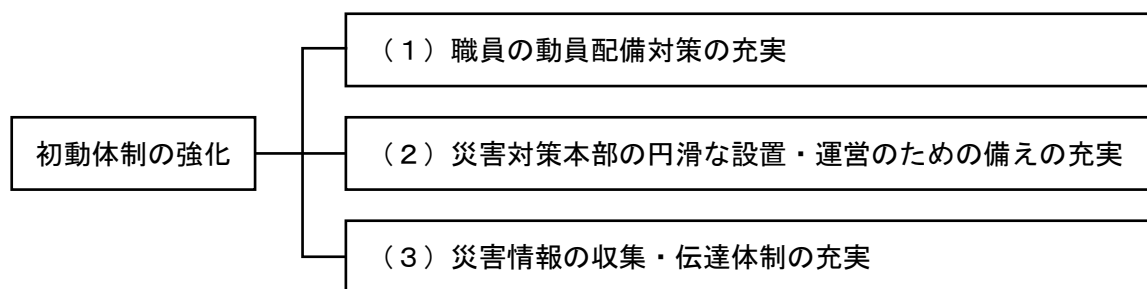 （１）職員の動員配備対策の充実
初動体制の強化
（２）災害対策本部の円滑な設置・運営のための備えの充実
（３）災害情報の収集・伝達体制の充実